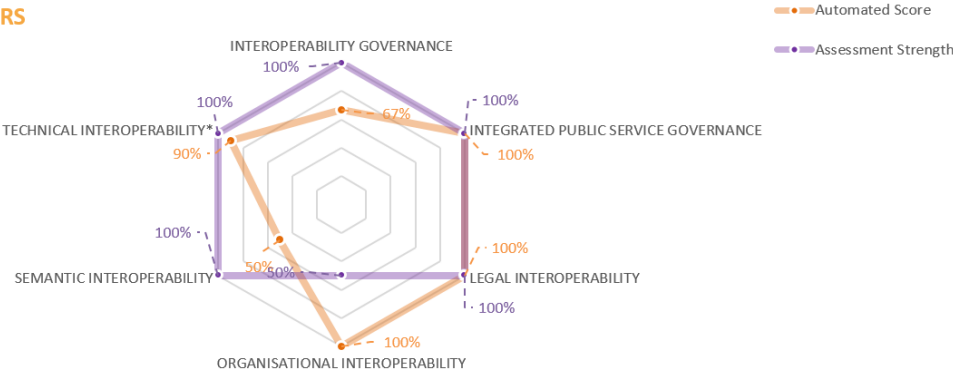 RS
Automated Score
Assessment Strength
INTEROPERABILITY GOVERNANCE
100%
67%
100%
TECHNICAL INTEROPERABILITY*
90%
100%
INTEGRATED PUBLIC SERVICE GOVERNANCE
100%
100%
SEMANTIC INTEROPERABILITY
50%
50%
100%
LEGAL INTEROPERABILITY
100%
100%
ORGANISATIONAL INTEROPERABILITY